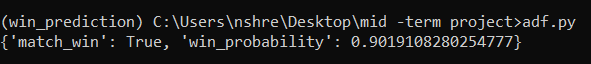 (win_prediction) C:\Users\nshre\Desktop\mid -term project>adf.py
{'match_win': True, 'win_probability': 0.9019108280254777}